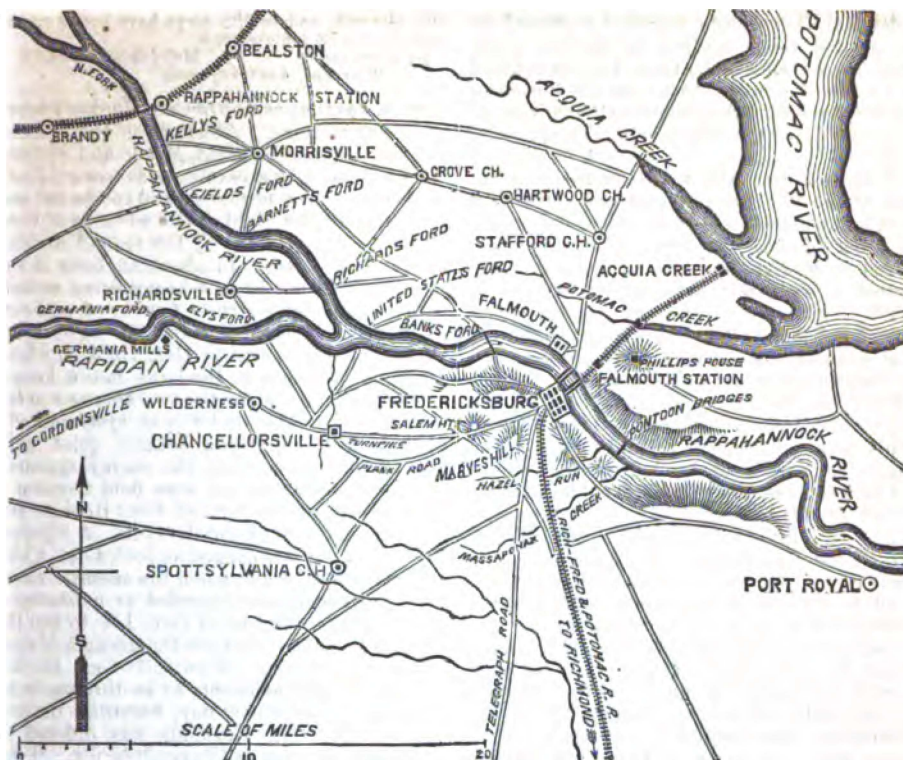 BEALSTON
N. FORK
RAPPAHANNOCK STATION
BRANDY
KELLYS FORD
MORRISVILLE
ACQUIA CREEK
POTOMAC RIVER
RAPPAHANNOCK RIVER
FIELDS FORD
BARNETTS FORD
GROVE CH.
HARTWOOD CH.
STAFFORD C.H.
RICHARDS FORD
ACQUIA CREEK
RICHARDSVILLE
UNITED STATES FORD
POTOMAC CREEK
GERMANIA FORD
ELYS FORD
BANKS FORD
FALMOUTH
GERMANIA MILLS
RAPIDAN RIVER
PHILLIPS HOUSE
FALMOUTH STATION
TO GORDONSVILLE
WILDERNESS
FREDERICKSBURG
PONTOON BRIDGES
SALEM HT.
CHANCELLORSVILLE
TURNPIKE
RAPPAHANNOCK RIVER
PLANK ROAD
MARYES HILL
HAZEL RUN
N
MASSAPONAX CREEK
SPOTTSYLVANIA C.H
PORT ROYAL
S
TELEGRAPH ROAD
RICH-FRED & POTOMAC R. R.
TO RICHMOND
SCALE OF MILES
10
20